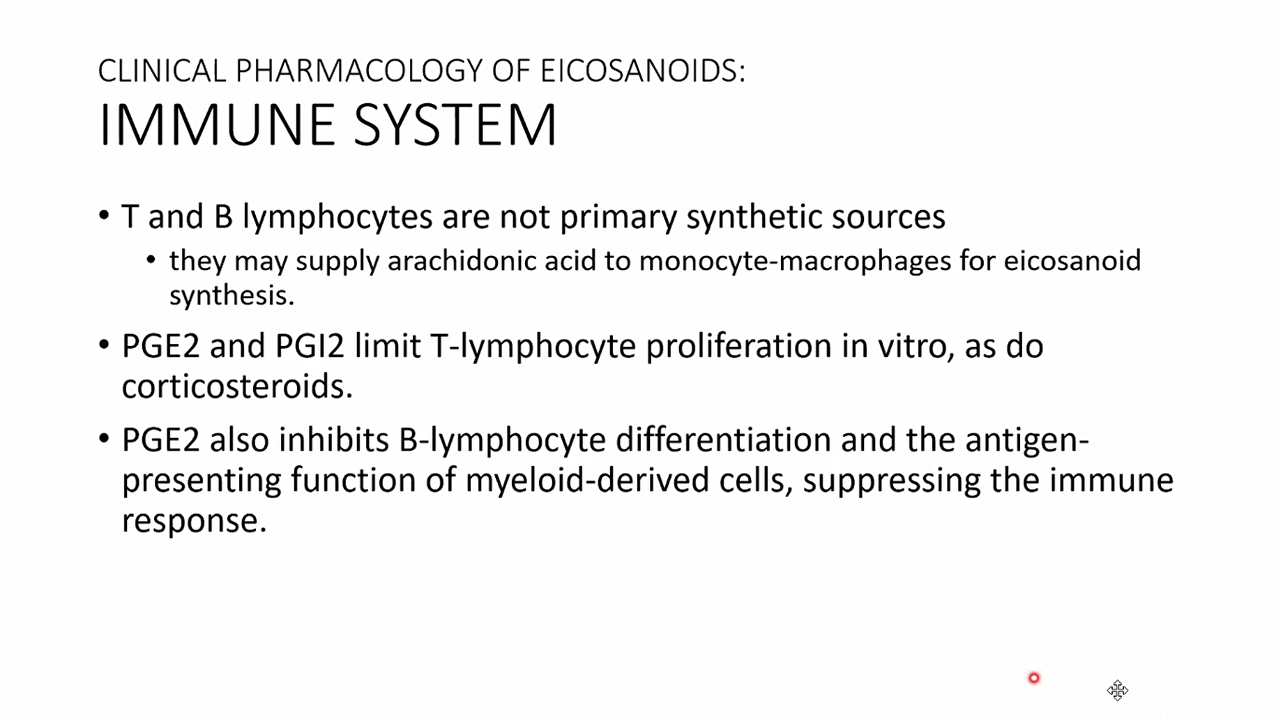 CLINICAL PHARMACOLOGY OF EICOSANOIDS:
IMMUNE SYSTEM
• T and B lymphocytes are not primary synthetic sources
• they may supply arachidonic acid to monocyte-macrophages for eicosanoid
synthesis.
• PGE2 and PGI2 limit T-lymphocyte proliferation in vitro, as do
corticosteroids.
• PGE2 also inhibits B-lymphocyte differentiation and the antigen-
presenting function of myeloid-derived cells, suppressing the immune
response.